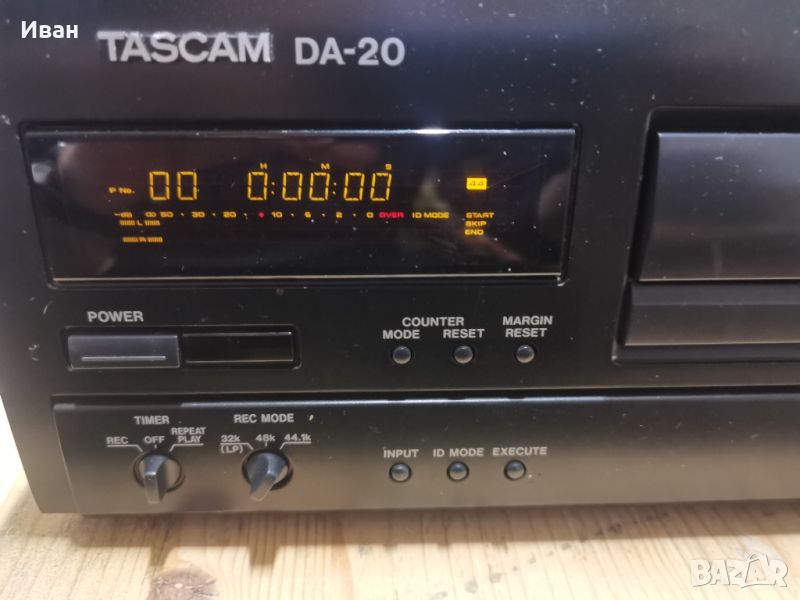 Иван
TASCAM DA-20
H M S
P No. 00 0:00:00
44
-dB ∞ 50 · 30 · 20 · ♦ 10 · 6 · 2 · 0 OVER ID MODE START
L SKIP
R END
POWER
COUNTER
MODE RESET
MARGIN
RESET
TIMER
REC OFF REPEAT
PLAY
REC MODE
32k 48k 44.1k
(LP)
INPUT ID MODE EXECUTE
BAZAR